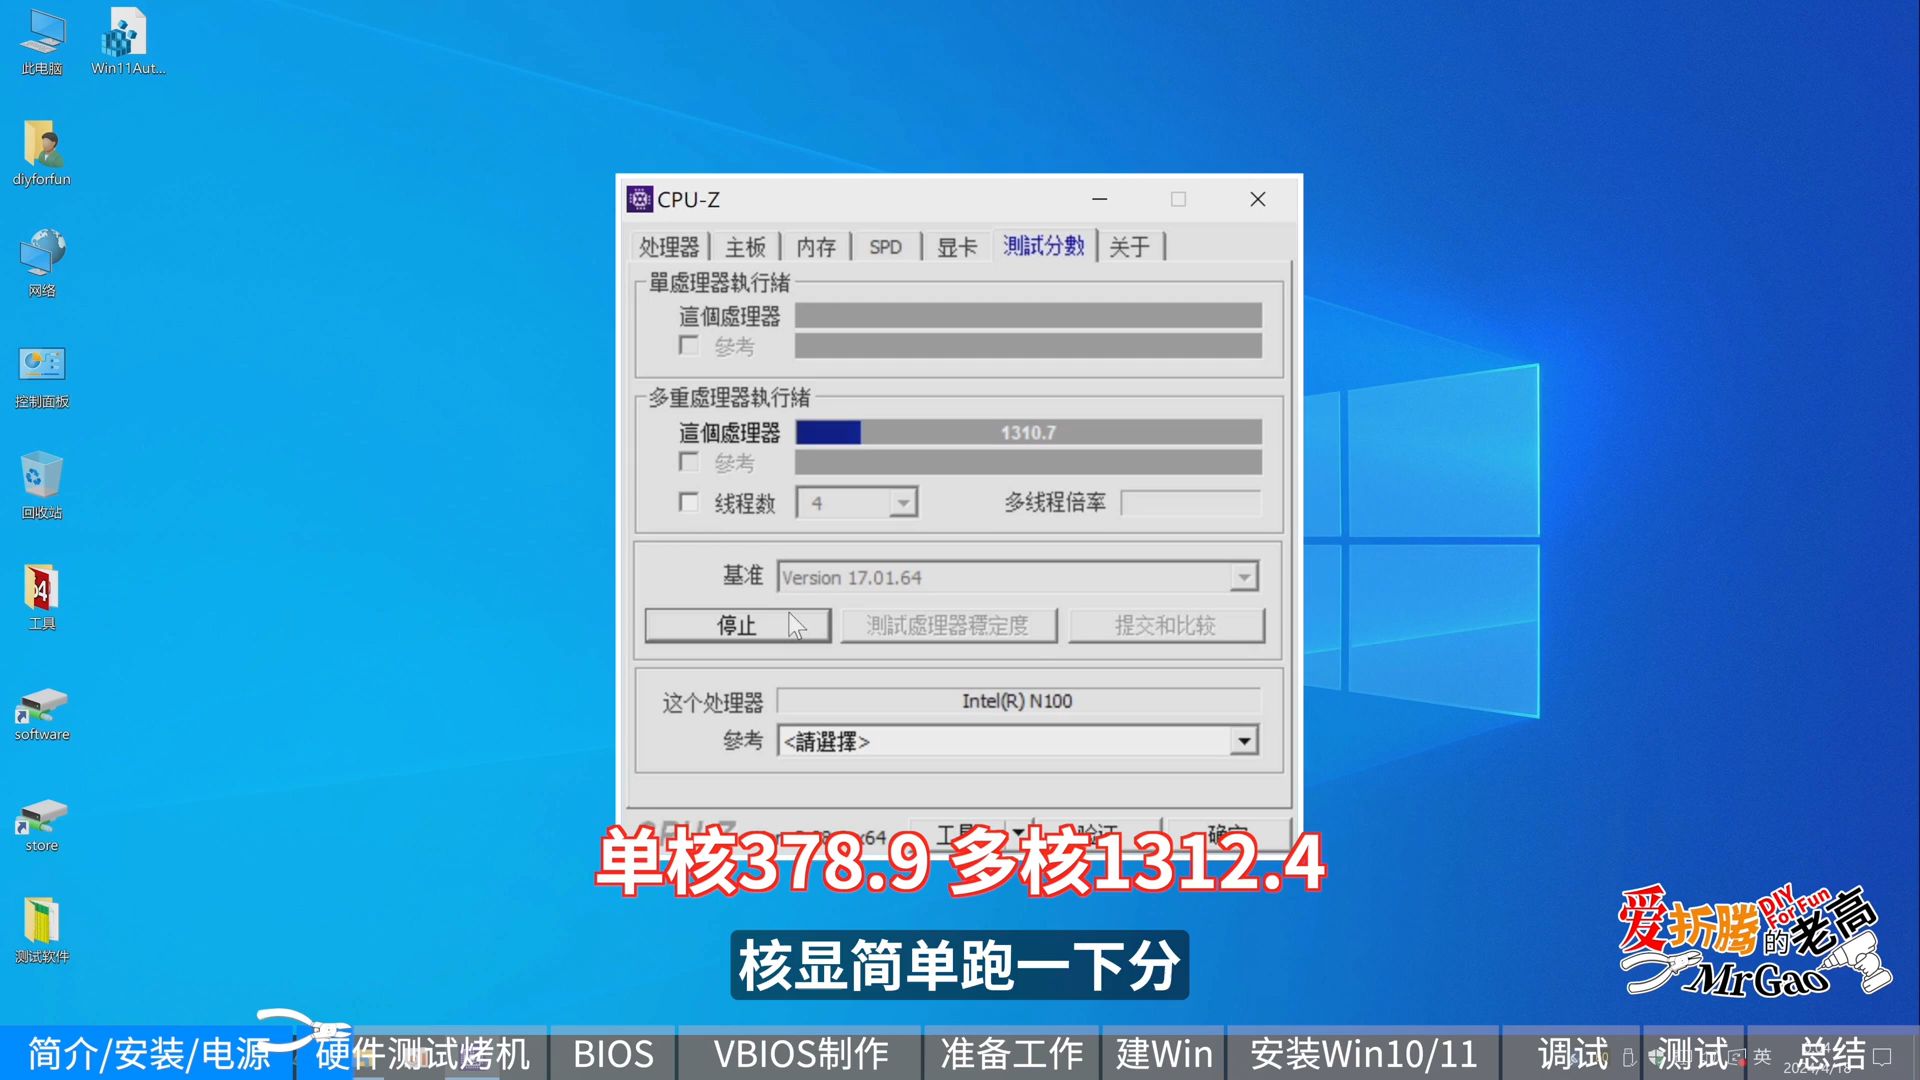 此电脑
Win11Aut...
diyforfun
网络
控制面板
回收站
工具
software
store
测试软件
CPU-Z
处理器 主板 内存 SPD 显卡 測試分數 关于
單處理器執行緒
這個處理器
參考
多重處理器執行緒
這個處理器 1310.7
參考
线程数 4 多线程倍率
基准 Version 17.01.64
停止 測試處理器穩定度 提交和比较
这个处理器 Intel(R) N100
參考 <請選擇>
x64 工具 验证 确定
单核378.9 多核1312.4
核显简单跑一下分
爱折腾的老高
DIY For Fun
MrGao
简介/安装/电源 硬件测试烤机 BIOS VBIOS制作 准备工作 建Win 安装Win10/11 调试 测试 英 总结